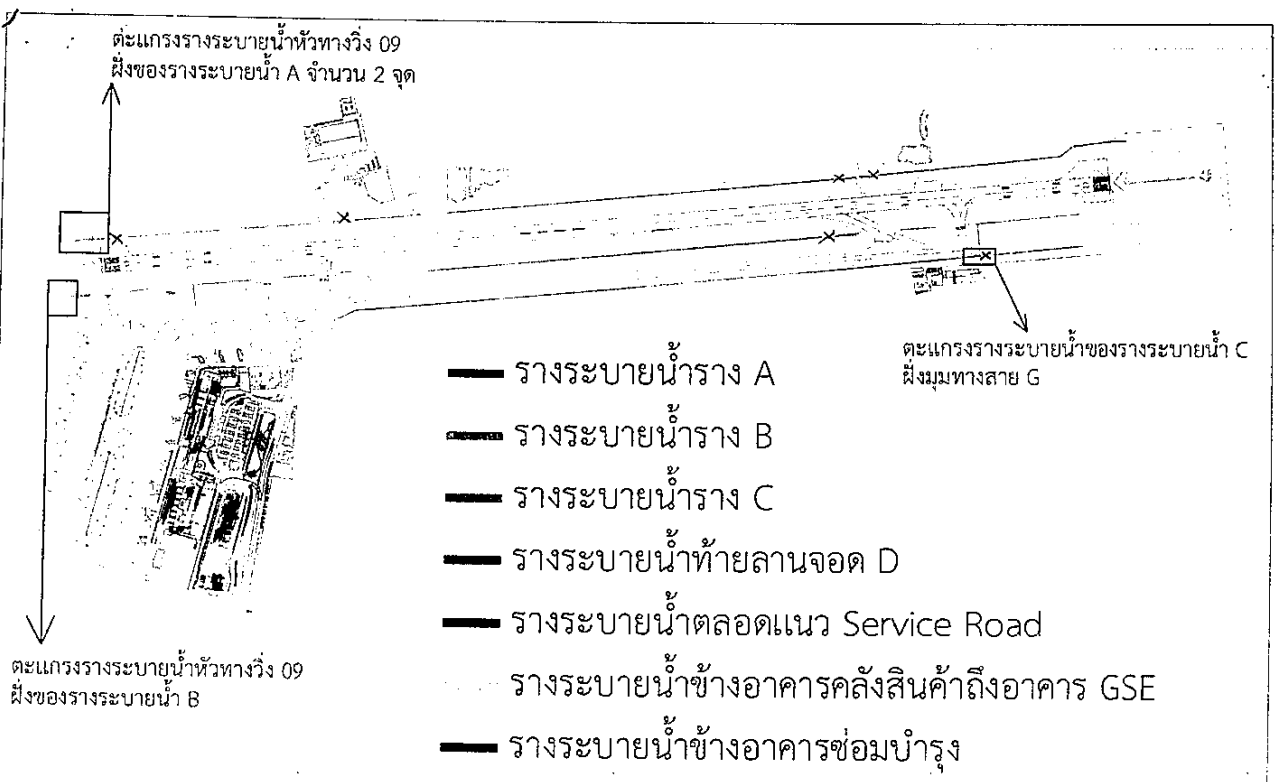 ตะแกรงรางระบายน้ำหัวทางวิ่ง 09
ฝั่งของรางระบายน้ำ A จำนวน 2 จุด
ตะแกรงรางระบายน้ำของรางระบายน้ำ C
ฝั่งมุมทางสาย G
รางระบายน้ำราง A
รางระบายน้ำราง B
รางระบายน้ำราง C
รางระบายน้ำท้ายลานจอด D
รางระบายน้ำตลอดแนว Service Road
รางระบายน้ำข้างอาคารคลังสินค้าถึงอาคาร GSE
รางระบายน้ำข้างอาคารซ่อมบำรุง
ตะแกรงรางระบายน้ำหัวทางวิ่ง 09
ฝั่งของรางระบายน้ำ B